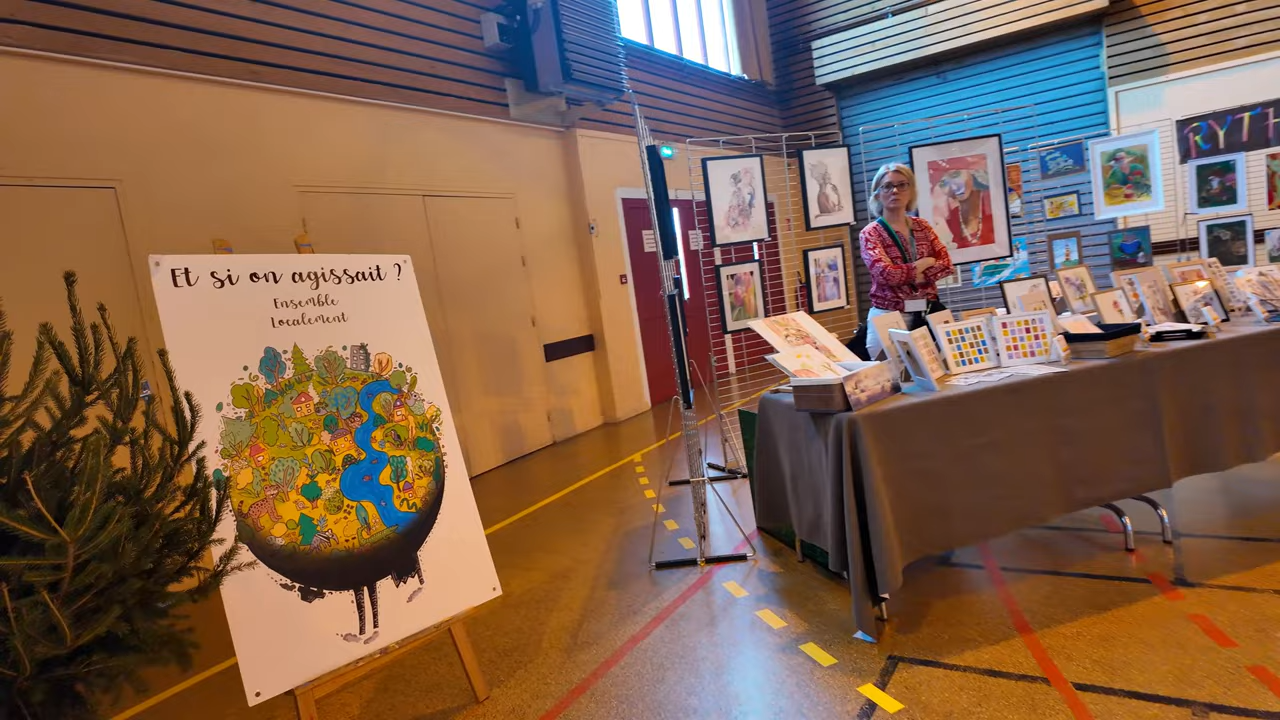 Et si on agissait ?
Ensemble
Localement
RYTH